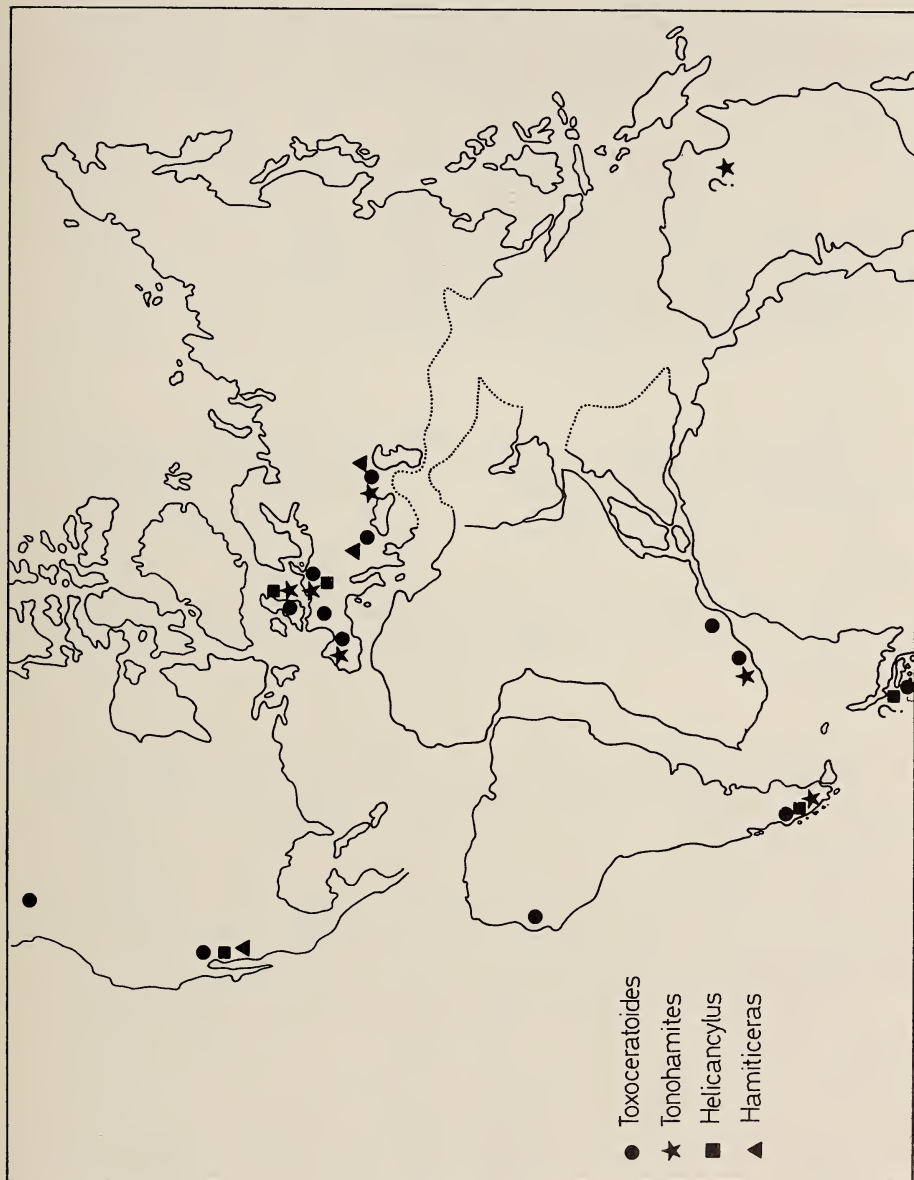 Toxoceratoides
Tonohamites
Helicancylus
Hamiticeras
?
?